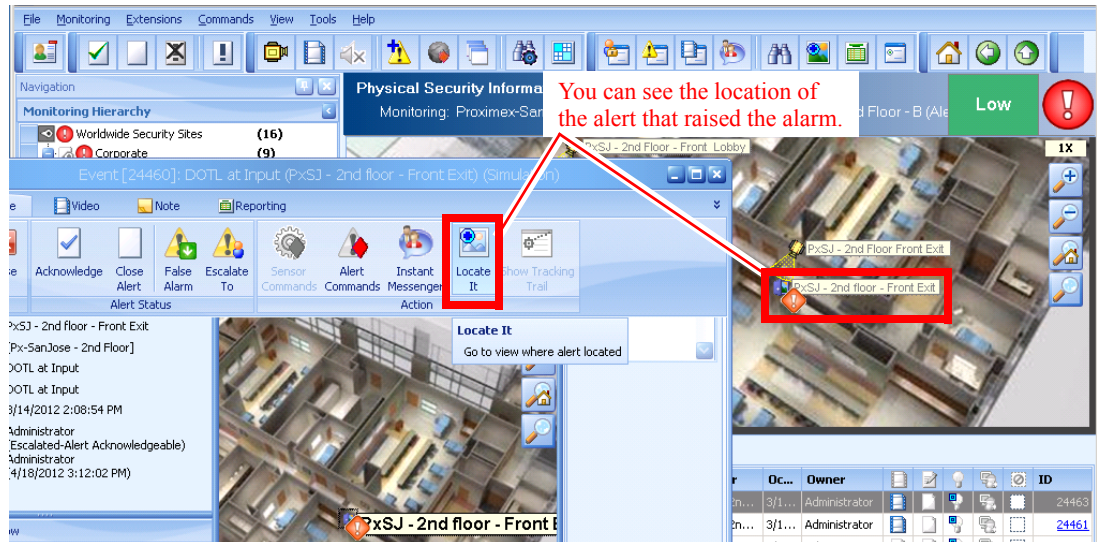 File Monitoring Extensions Commands View Tools Help
Navigation
Monitoring Hierarchy
Worldwide Security Sites (16)
Corporate (9)
Physical Security Informa
Monitoring: Proximex-San
d Floor - B (Ale
Low
You can see the location of
the alert that raised the alarm.
PxSJ - 2nd Floor - Front Lobby
1X
PxSJ - 2nd Floor Front Exit
PxSJ - 2nd floor - Front Exit
Event [24460]: DOTL at Input (PxSJ - 2nd floor - Front Exit) (Simulation)
e Video Note Reporting
se Acknowledge Close Alert False Alarm Escalate To
Alert Status
Sensor Commands Alert Commands Instant Messenger Locate It Show Tracking Trail
Action
Locate It
Go to view where alert located
PxSJ - 2nd floor - Front Exit
[Px-SanJose - 2nd Floor]
DOTL at Input
DOTL at Input
3/14/2012 2:08:54 PM
Administrator
(Escalated-Alert Acknowledgeable)
Administrator
(4/18/2012 3:12:02 PM)
PxSJ - 2nd floor - Front E
r Oc... Owner ID
2n... 3/1... Administrator 24463
2n... 3/1... Administrator 24461